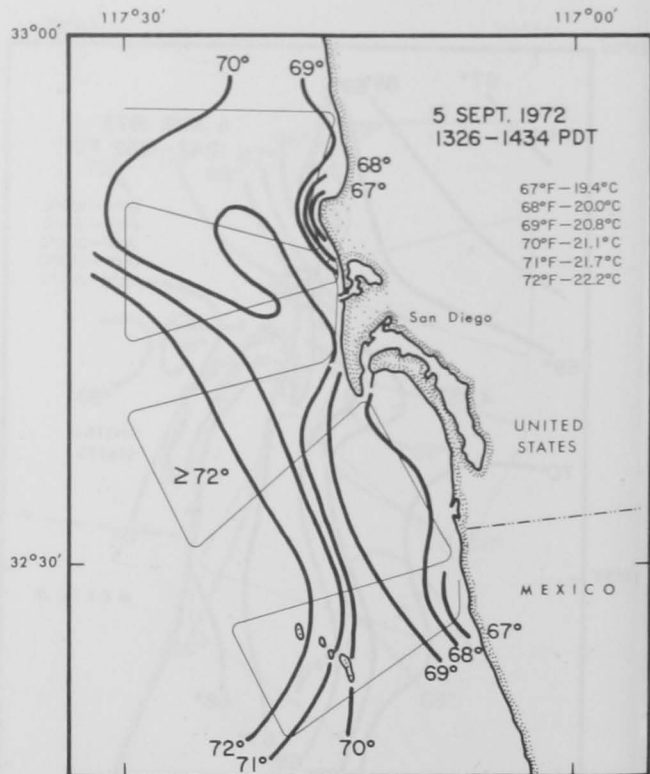 117°30'
117°00'
33°00'
70°
69°
5 SEPT. 1972
1326–1434 PDT
68°
67°
67°F–19.4°C
68°F–20.0°C
69°F–20.8°C
70°F–21.1°C
71°F–21.7°C
72°F–22.2°C
San Diego
UNITED
STATES
≥72°
32°30'
MEXICO
67°
68°
69°
70°
72°
71°